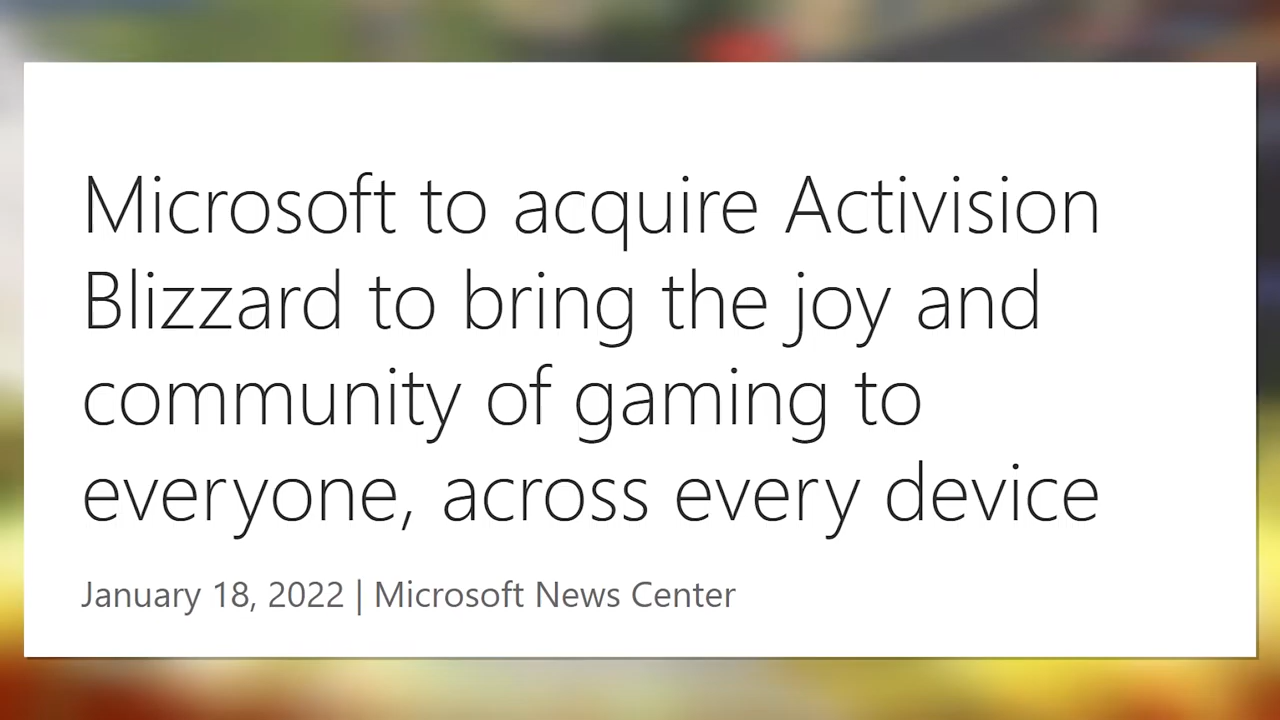 Microsoft to acquire Activision
Blizzard to bring the joy and
community of gaming to
everyone, across every device
January 18, 2022 | Microsoft News Center